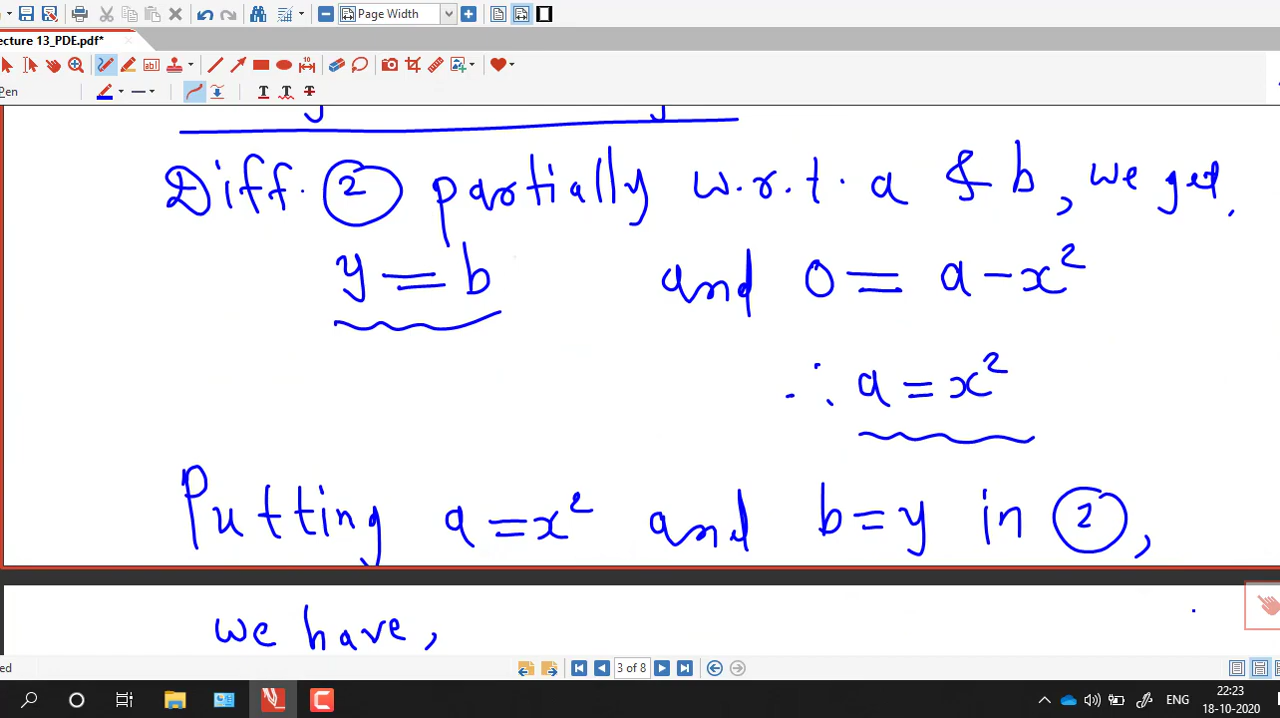 Page Width
ecture 13_PDE.pdf*
Pen
Diff. ② partially w.r.t. a & b, we get,
y = b and 0 = a - x²
∴ a = x²
Putting a = x² and b = y in ②,
we have,
ed
3 of 8
ENG
22:23
18-10-2020